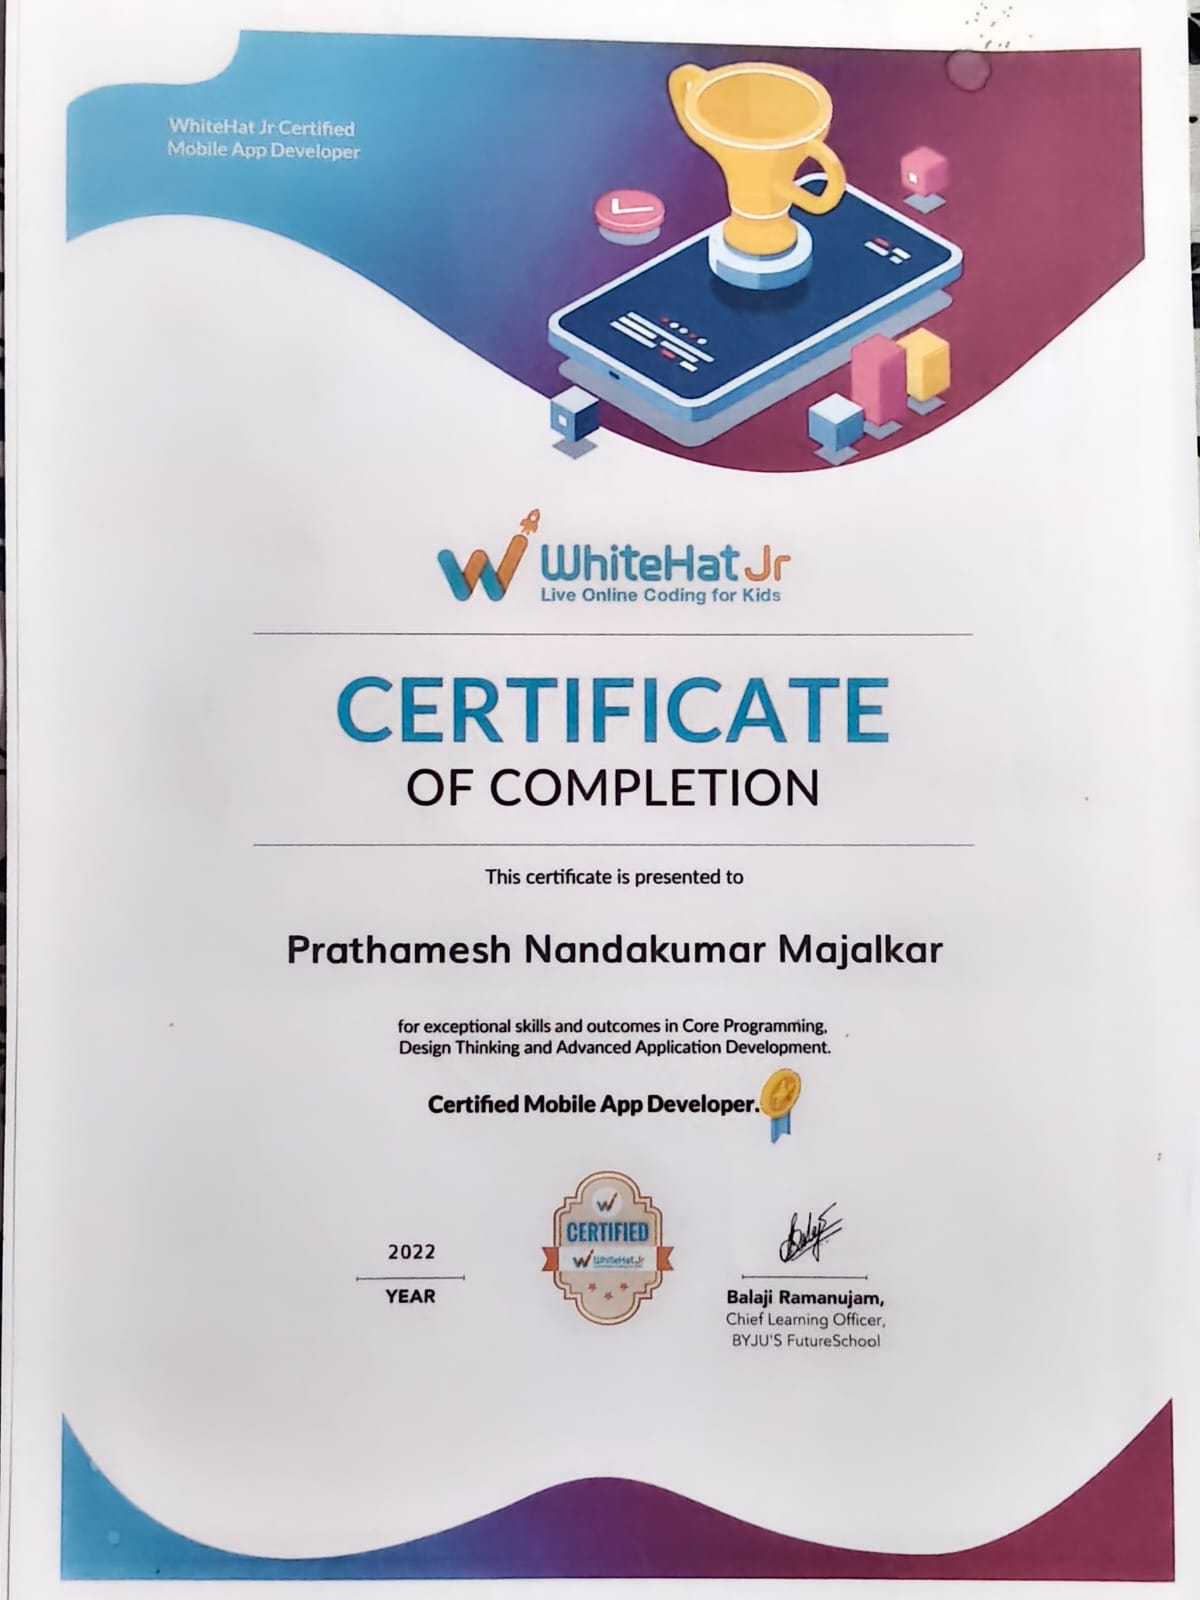 WhiteHat Jr Certified
Mobile App Developer
WhiteHat Jr
Live Online Coding for Kids
CERTIFICATE
OF COMPLETION
This certificate is presented to
Prathamesh Nandakumar Majalkar
for exceptional skills and outcomes in Core Programming,
Design Thinking and Advanced Application Development.
Certified Mobile App Developer.
2022
YEAR
CERTIFIED
WhiteHat Jr
Balaji Ramanujam,
Chief Learning Officer,
BYJU'S FutureSchool